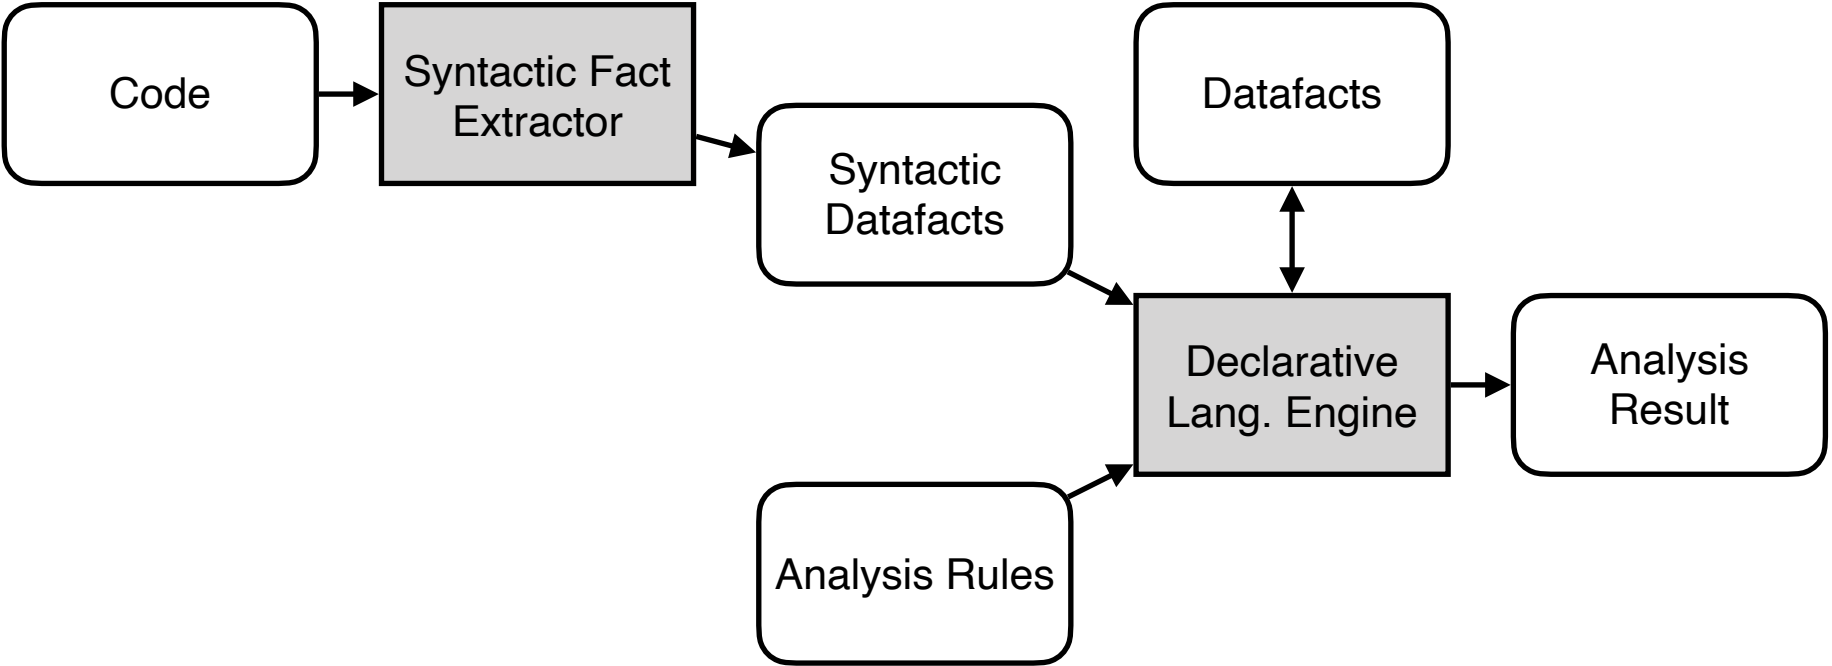 Code
Syntactic Fact
Extractor
Syntactic
Datafacts
Datafacts
Declarative
Lang. Engine
Analysis
Result
Analysis Rules